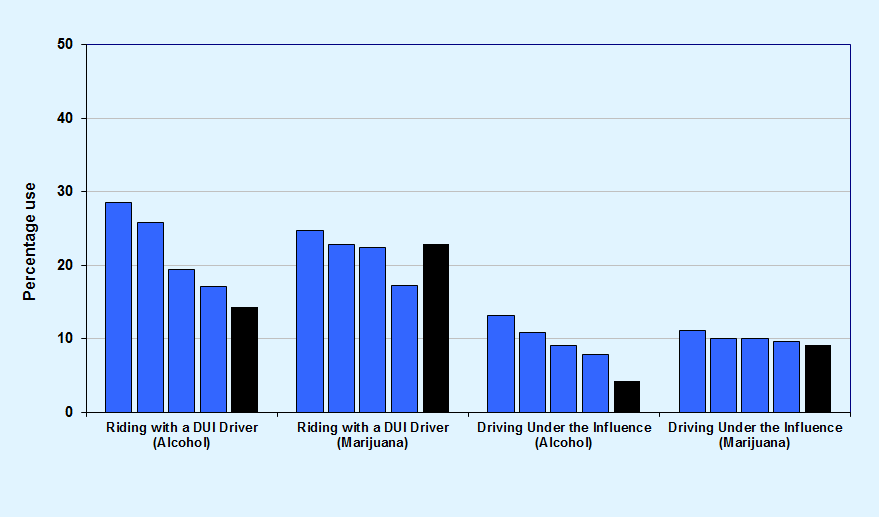 50
40
30
20
10
0
Percentage use
Riding with a DUI Driver
(Alcohol)
Riding with a DUI Driver
(Marijuana)
Driving Under the Influence
(Alcohol)
Driving Under the Influence
(Marijuana)